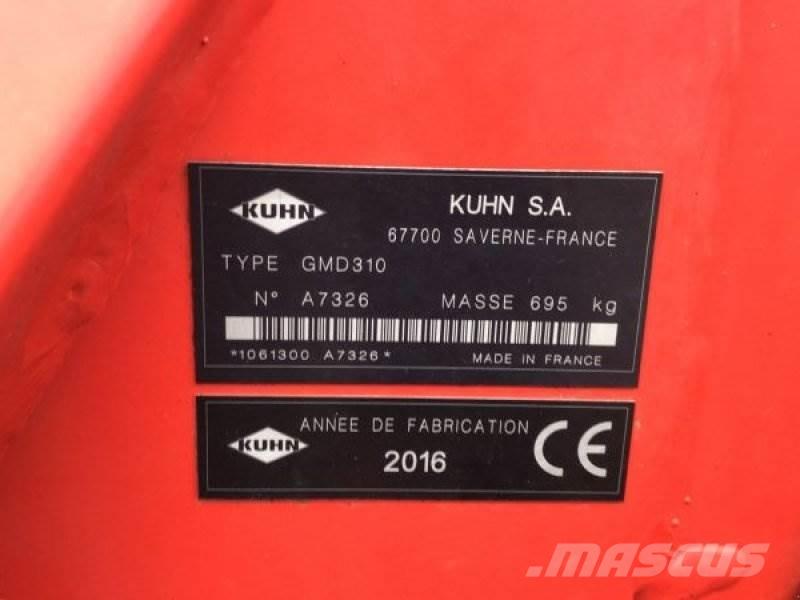 KUHN
KUHN S.A.
67700 SAVERNE-FRANCE
TYPE GMD310
N° A7326 MASSE 695 kg
*1061300 A7326*
MADE IN FRANCE
KUHN
ANNÉE DE FABRICATION
2016
CE
MASCUS